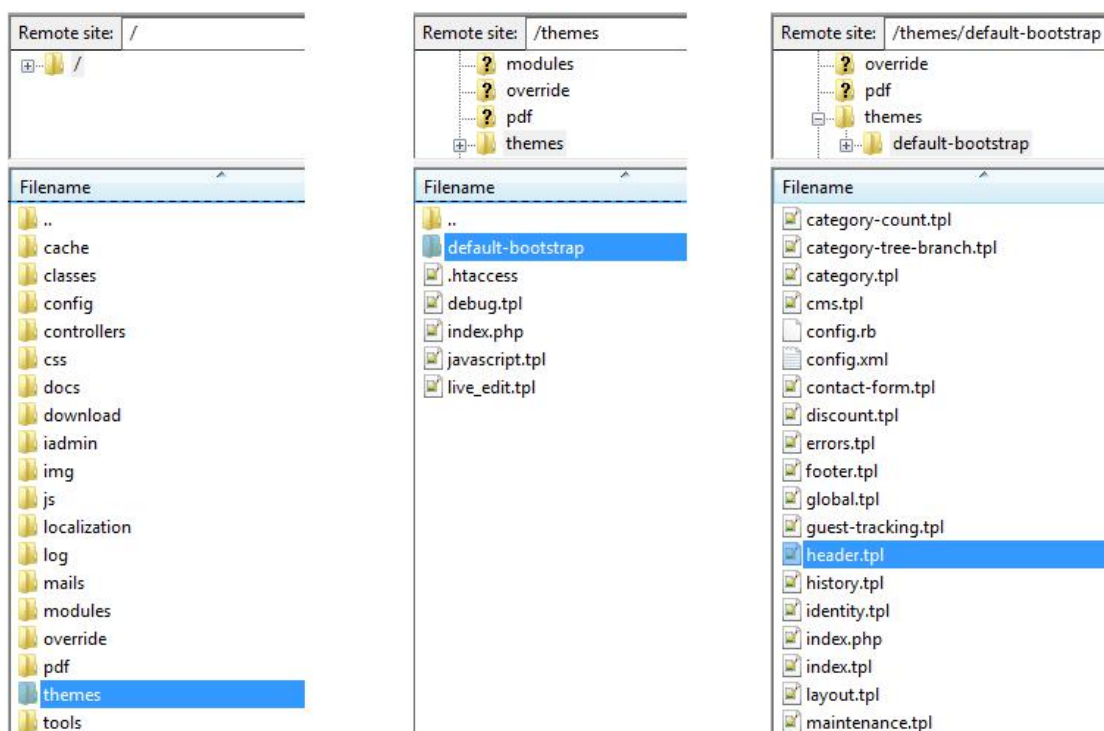 Remote site: /
/
Filename
..
cache
classes
config
controllers
css
docs
download
iadmin
img
js
localization
log
mails
modules
override
pdf
themes
tools
Remote site: /themes
? modules
? override
? pdf
themes
Filename
..
default-bootstrap
.htaccess
debug.tpl
index.php
javascript.tpl
live_edit.tpl
Remote site: /themes/default-bootstrap
? override
? pdf
themes
default-bootstrap
Filename
category-count.tpl
category-tree-branch.tpl
category.tpl
cms.tpl
config.rb
config.xml
contact-form.tpl
discount.tpl
errors.tpl
footer.tpl
global.tpl
guest-tracking.tpl
header.tpl
history.tpl
identity.tpl
index.php
index.tpl
layout.tpl
maintenance.tpl